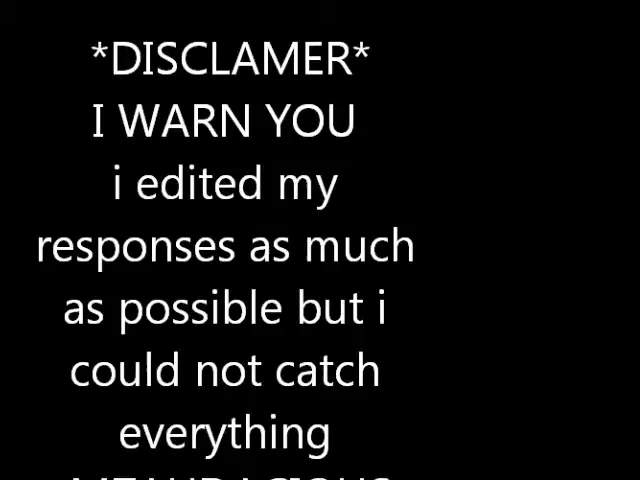 *DISCLAMER*
I WARN YOU
i edited my
responses as much
as possible but i
could not catch
everything